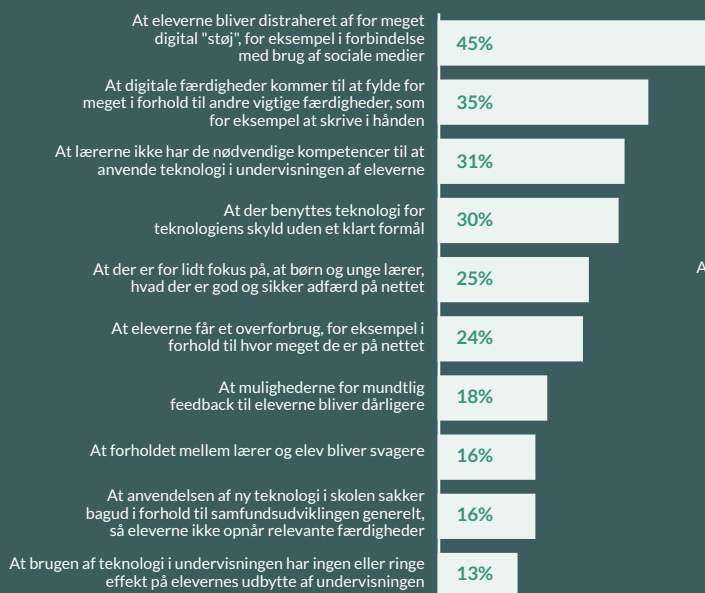 At eleverne bliver distraheret af for meget
digital "støj", for eksempel i forbindelse
med brug af sociale medier
45%
At digitale færdigheder kommer til at fylde for
meget i forhold til andre vigtige færdigheder, som
for eksempel at skrive i hånden
35%
At lærerne ikke har de nødvendige kompetencer til at
anvende teknologi i undervisningen af eleverne
31%
At der benyttes teknologi for
teknologiens skyld uden et klart formål
30%
At der er for lidt fokus på, at børn og unge lærer,
hvad der er god og sikker adfærd på nettet
25%
A
At eleverne får et overforbrug, for eksempel i
forhold til hvor meget de er på nettet
24%
At mulighederne for mundtlig
feedback til eleverne bliver dårligere
18%
At forholdet mellem lærer og elev bliver svagere
16%
At anvendelsen af ny teknologi i skolen sakker
bagud i forhold til samfundsudviklingen generelt,
så eleverne ikke opnår relevante færdigheder
16%
At brugen af teknologi i undervisningen har ingen eller ringe
effekt på elevernes udbytte af undervisningen
13%